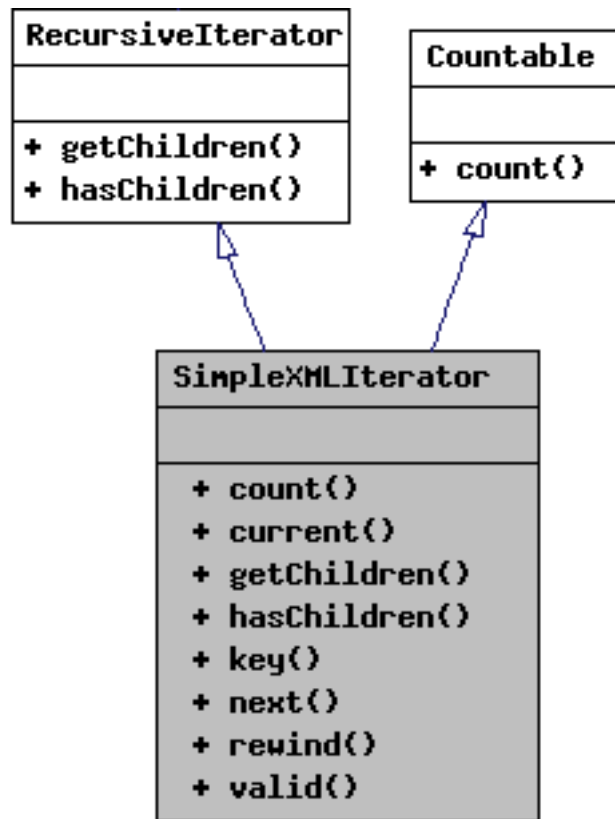 RecursiveIterator
+ getChildren()
+ hasChildren()
Countable
+ count()
SimpleXMLIterator
+ count()
+ current()
+ getChildren()
+ hasChildren()
+ key()
+ next()
+ rewind()
+ valid()